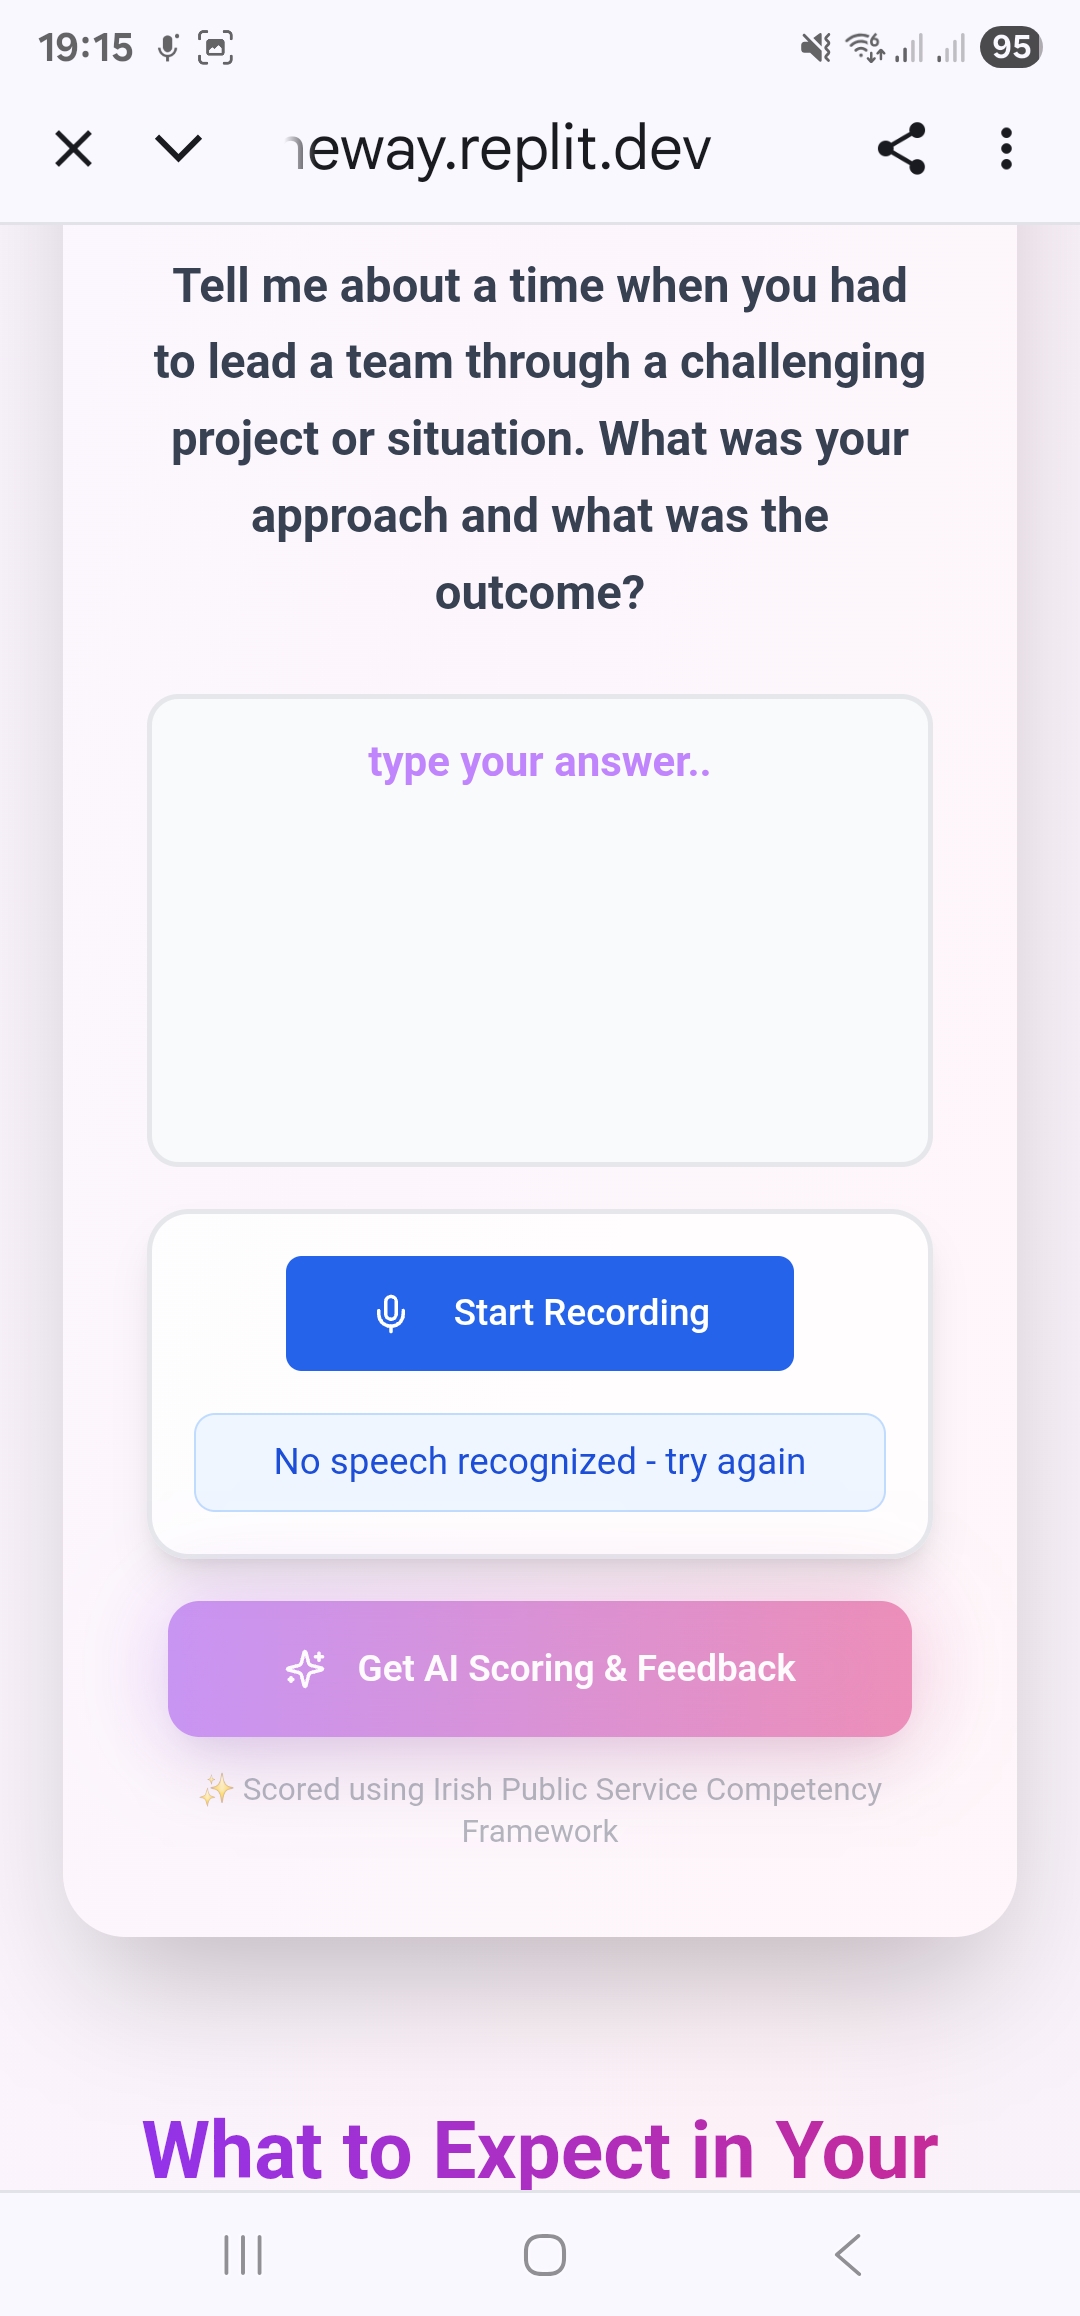 19:15
95
neway.replit.dev
Tell me about a time when you had
to lead a team through a challenging
project or situation. What was your
approach and what was the
outcome?
type your answer..
Start Recording
No speech recognized - try again
Get AI Scoring & Feedback
✨ Scored using Irish Public Service Competency
Framework
What to Expect in Your